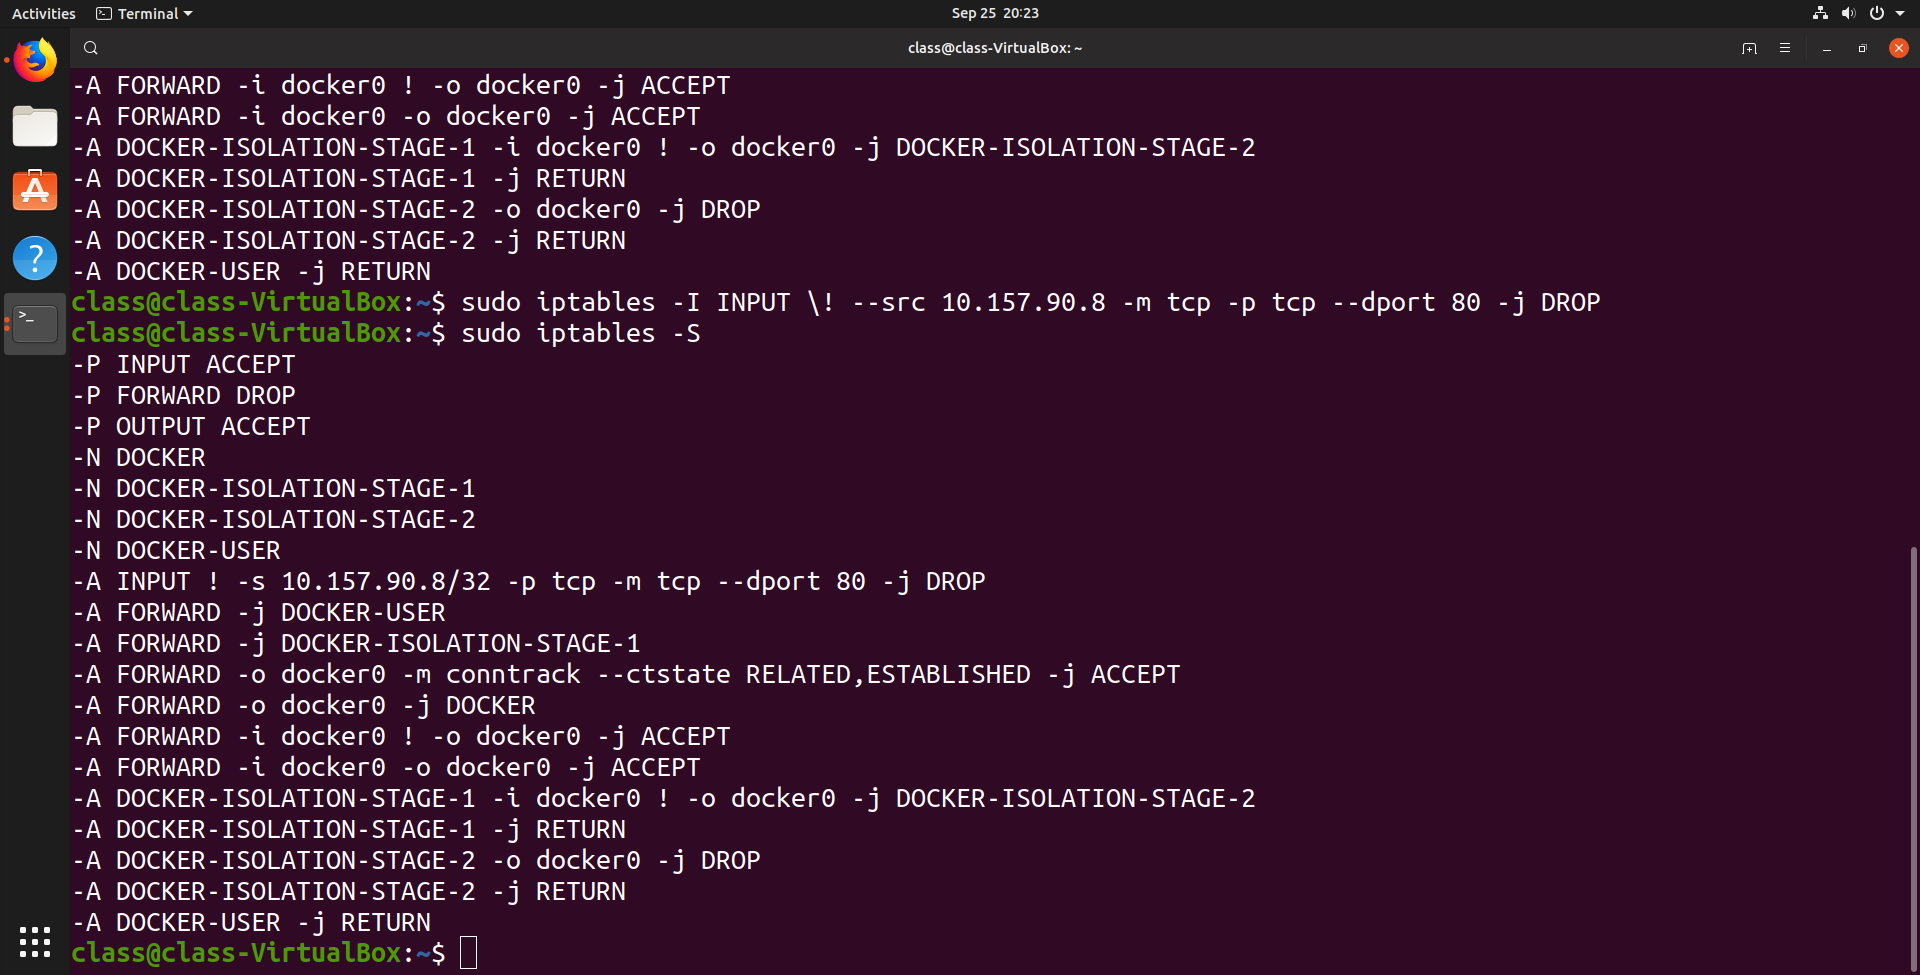 Activities Terminal Sep 25 20:23
class@class-VirtualBox: ~
-A FORWARD -i docker0 ! -o docker0 -j ACCEPT
-A FORWARD -i docker0 -o docker0 -j ACCEPT
-A DOCKER-ISOLATION-STAGE-1 -i docker0 ! -o docker0 -j DOCKER-ISOLATION-STAGE-2
-A DOCKER-ISOLATION-STAGE-1 -j RETURN
-A DOCKER-ISOLATION-STAGE-2 -o docker0 -j DROP
-A DOCKER-ISOLATION-STAGE-2 -j RETURN
-A DOCKER-USER -j RETURN
class@class-VirtualBox:~$ sudo iptables -I INPUT \! --src 10.157.90.8 -m tcp -p tcp --dport 80 -j DROP
class@class-VirtualBox:~$ sudo iptables -S
-P INPUT ACCEPT
-P FORWARD DROP
-P OUTPUT ACCEPT
-N DOCKER
-N DOCKER-ISOLATION-STAGE-1
-N DOCKER-ISOLATION-STAGE-2
-N DOCKER-USER
-A INPUT ! -s 10.157.90.8/32 -p tcp -m tcp --dport 80 -j DROP
-A FORWARD -j DOCKER-USER
-A FORWARD -j DOCKER-ISOLATION-STAGE-1
-A FORWARD -o docker0 -m conntrack --ctstate RELATED,ESTABLISHED -j ACCEPT
-A FORWARD -o docker0 -j DOCKER
-A FORWARD -i docker0 ! -o docker0 -j ACCEPT
-A FORWARD -i docker0 -o docker0 -j ACCEPT
-A DOCKER-ISOLATION-STAGE-1 -i docker0 ! -o docker0 -j DOCKER-ISOLATION-STAGE-2
-A DOCKER-ISOLATION-STAGE-1 -j RETURN
-A DOCKER-ISOLATION-STAGE-2 -o docker0 -j DROP
-A DOCKER-ISOLATION-STAGE-2 -j RETURN
-A DOCKER-USER -j RETURN
class@class-VirtualBox:~$